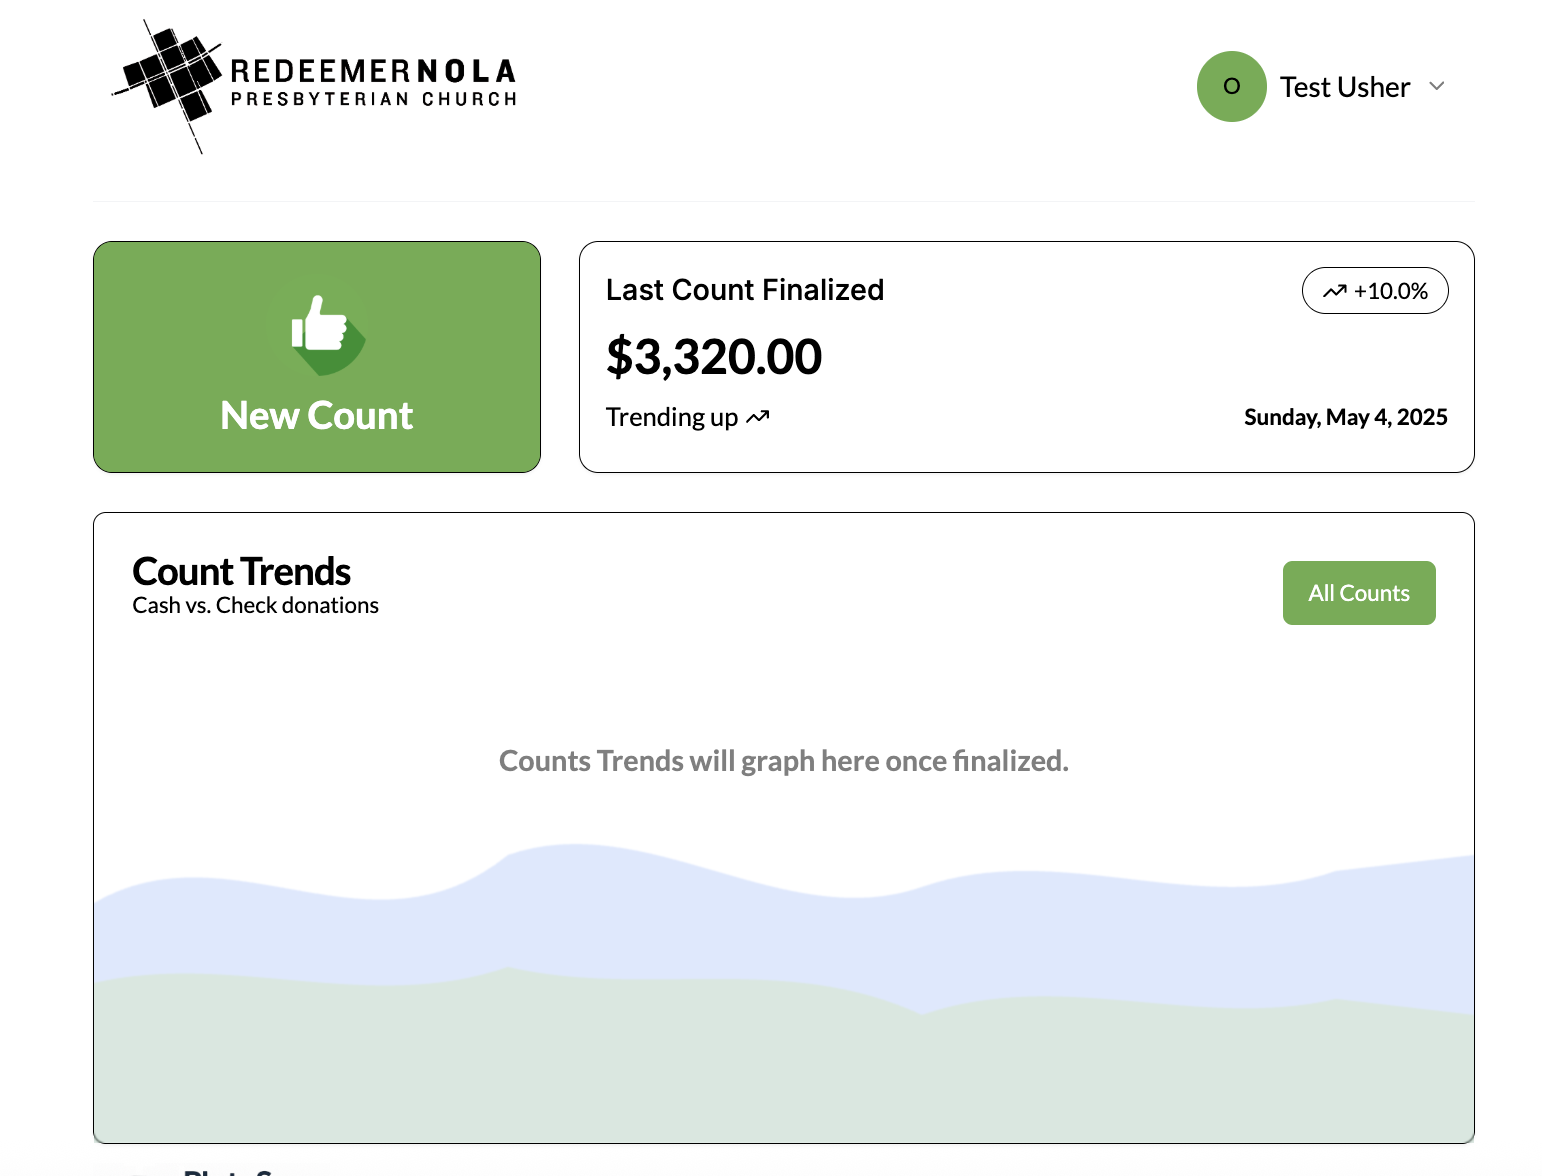 REDEEMERNOLA
PRESBYTERIAN CHURCH
O
Test Usher
New Count
Last Count Finalized
+10.0%
$3,320.00
Trending up
Sunday, May 4, 2025
Count Trends
Cash vs. Check donations
All Counts
Counts Trends will graph here once finalized.